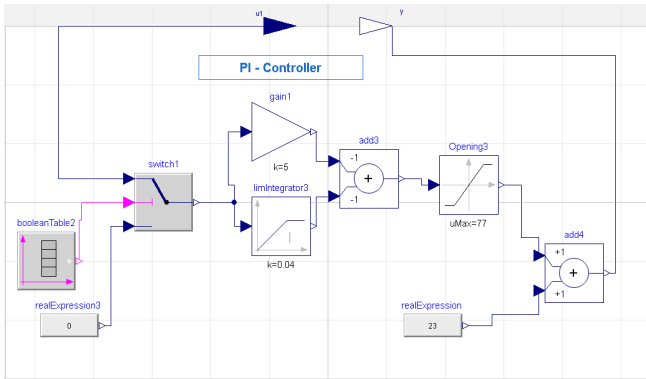 u1
y
PI - Controller
gain1
k=5
switch1
add3
-1
+
-1
Opening3
uMax=77
limIntegrator3
k=0.04
booleanTable2
add4
+1
+
+1
realExpression3
0
realExpression
23